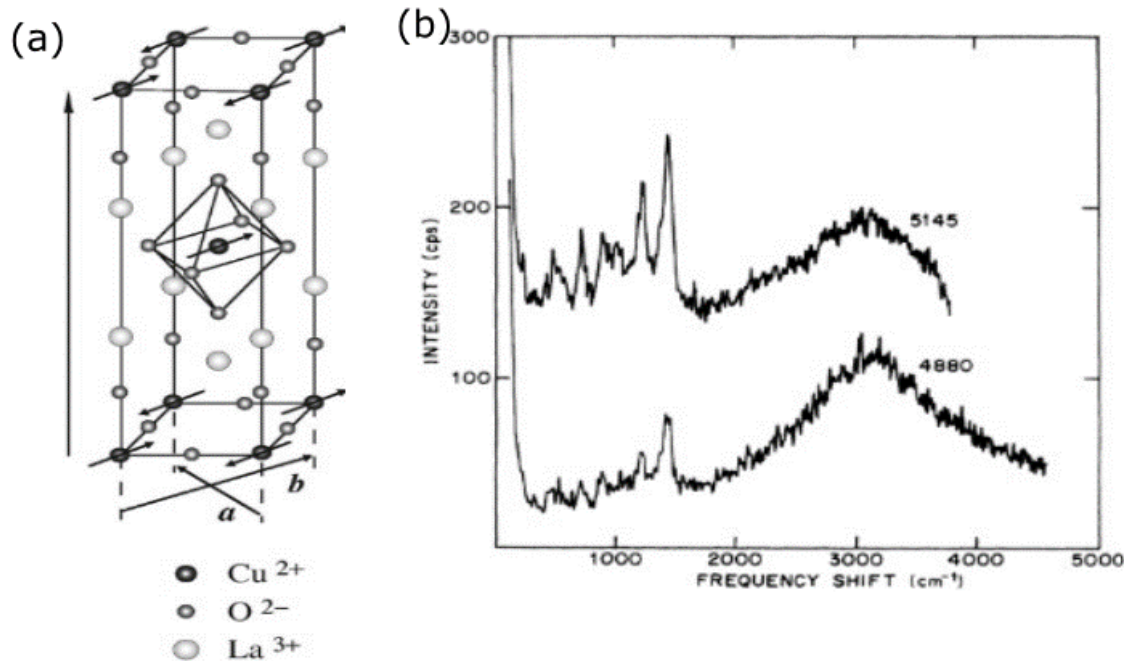 (a)
b
a
Cu 2+
O 2−
La 3+
(b)
300
200
100
INTENSITY (cps)
5145
4880
1000
2000
3000
4000
5000
FREQUENCY SHIFT (cm⁻¹)